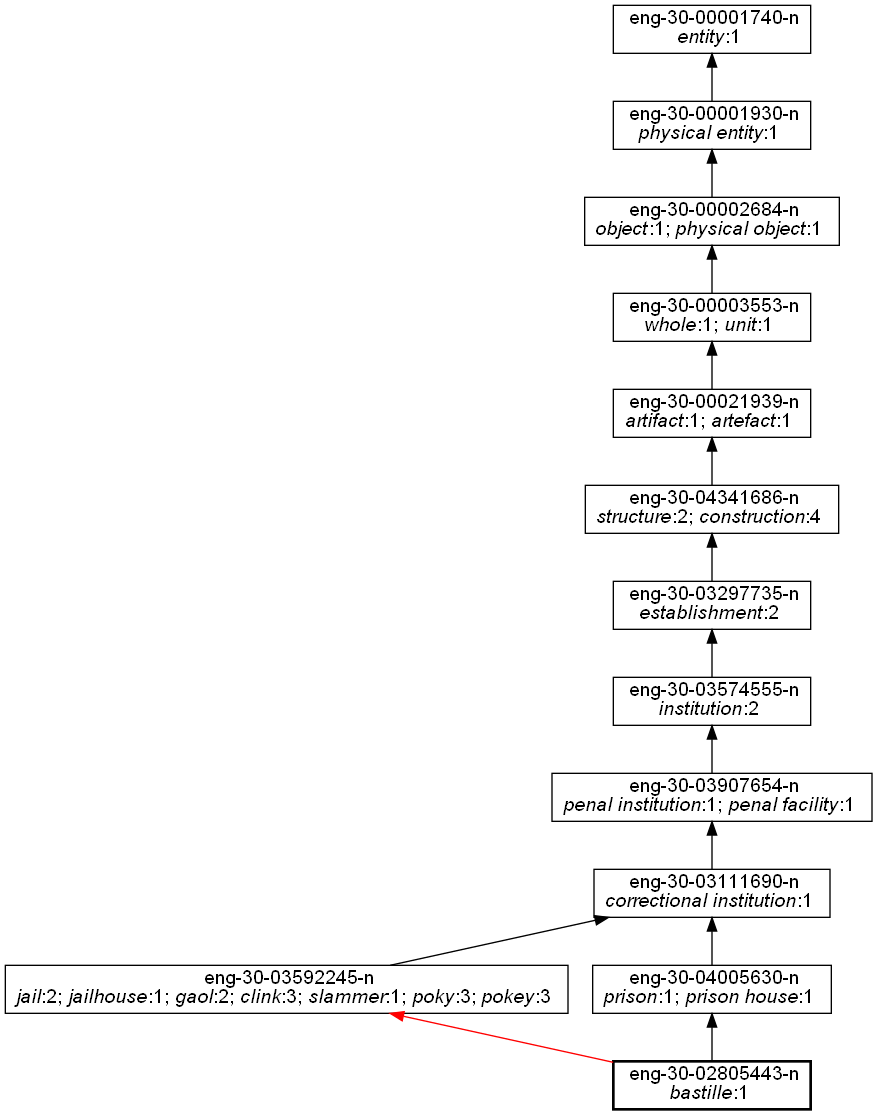 eng-30-00001740-n
entity:1
eng-30-00001930-n
physical entity:1
eng-30-00002684-n
object:1; physical object:1
eng-30-00003553-n
whole:1; unit:1
eng-30-00021939-n
artifact:1; artefact:1
eng-30-04341686-n
structure:2; construction:4
eng-30-03297735-n
establishment:2
eng-30-03574555-n
institution:2
eng-30-03907654-n
penal institution:1; penal facility:1
eng-30-03111690-n
correctional institution:1
eng-30-03592245-n
jail:2; jailhouse:1; gaol:2; clink:3; slammer:1; poky:3; pokey:3
eng-30-04005630-n
prison:1; prison house:1
eng-30-02805443-n
bastille:1